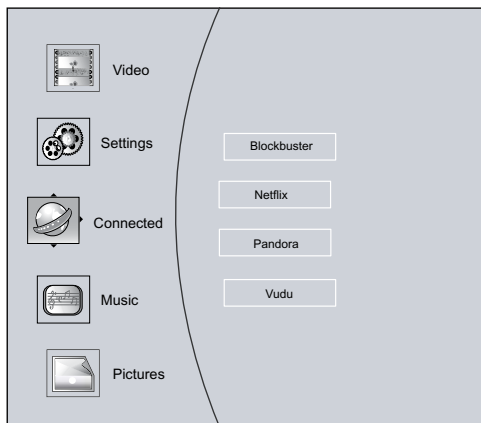 Video
Settings
Connected
Music
Pictures
Blockbuster
Netflix
Pandora
Vudu